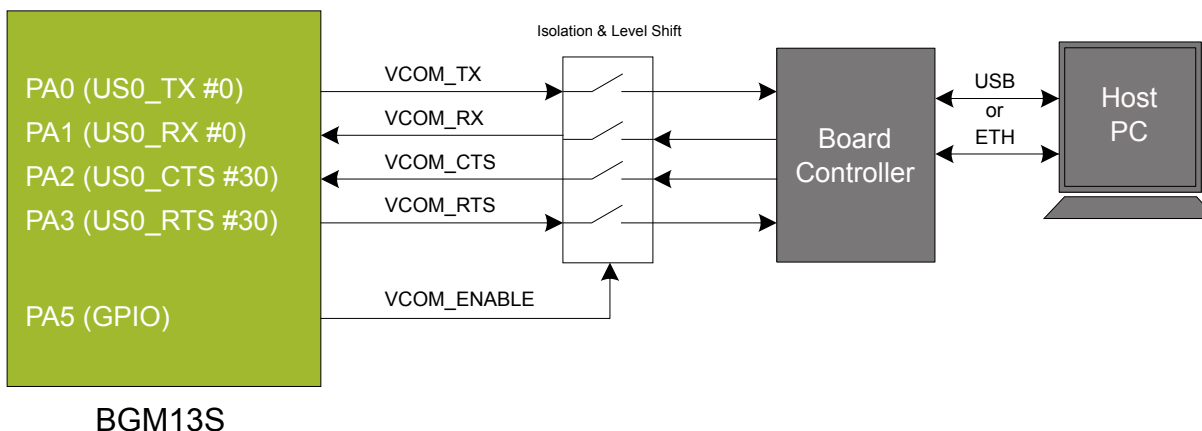 Isolation & Level Shift
PA0 (US0_TX #0)
VCOM_TX
PA1 (US0_RX #0)
VCOM_RX
PA2 (US0_CTS #30)
VCOM_CTS
PA3 (US0_RTS #30)
VCOM_RTS
PA5 (GPIO)
VCOM_ENABLE
BGM13S
Board
Controller
USB
or
ETH
Host
PC